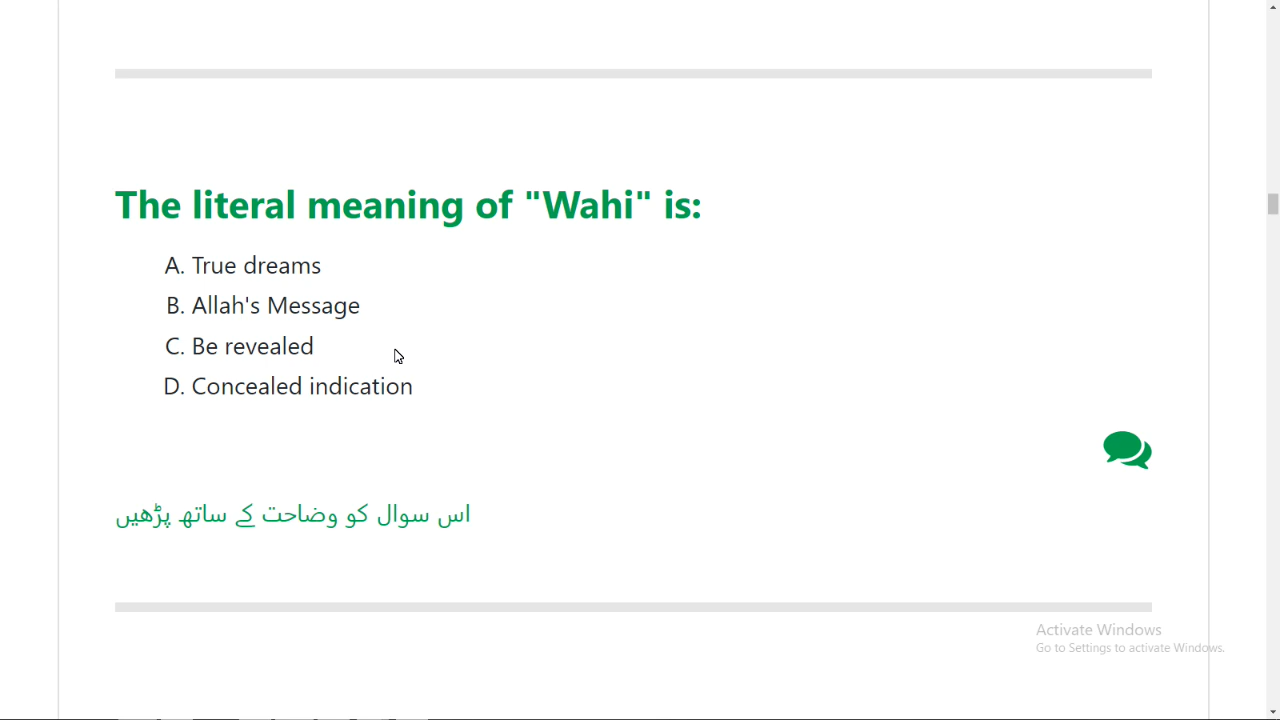 The literal meaning of "Wahi" is:
A. True dreams
B. Allah's Message
C. Be revealed
D. Concealed indication
اس سوال کو وضاحت کے ساتھ پڑھیں
Activate Windows
Go to Settings to activate Windows.